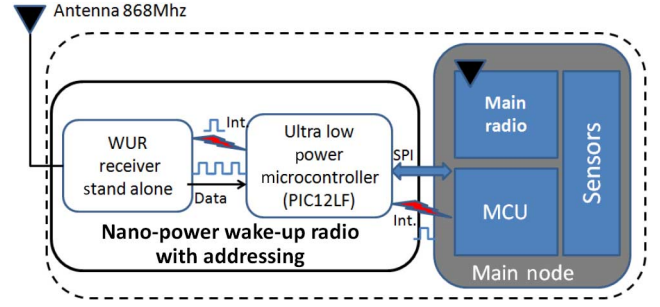 Antenna 868Mhz
WUR
receiver
stand alone
Int.
Data
Ultra low
power
microcontroller
(PIC12LF)
Nano-power wake-up radio
with addressing
SPI
Int.
Main
radio
MCU
Sensors
Main node